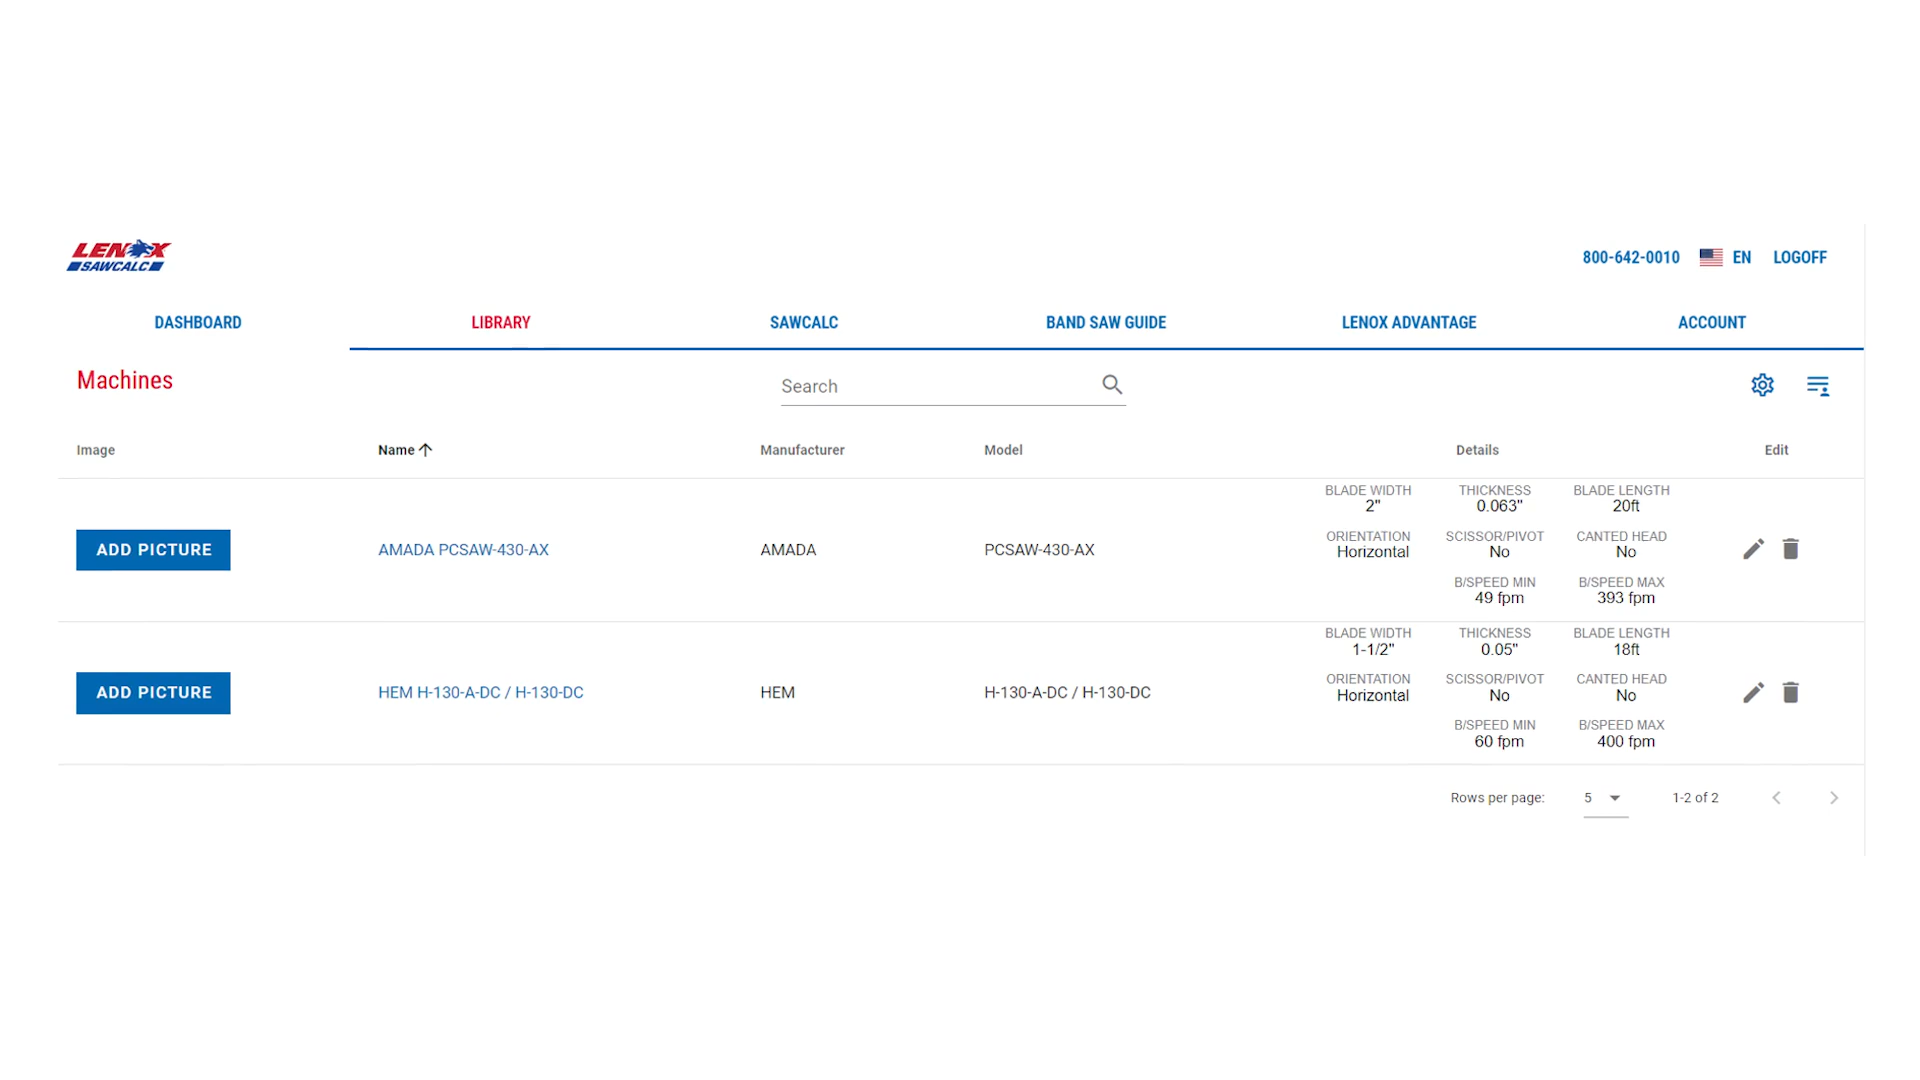 LENOX
SAWCALC
800-642-0010 EN LOGOFF
DASHBOARD LIBRARY SAWCALC BAND SAW GUIDE LENOX ADVANTAGE ACCOUNT
Machines
Search
Image Name Manufacturer Model Details Edit
BLADE WIDTH THICKNESS BLADE LENGTH
2" 0.063" 20ft
ORIENTATION SCISSOR/PIVOT CANTED HEAD
ADD PICTURE AMADA PCSAW-430-AX AMADA PCSAW-430-AX Horizontal No No
B/SPEED MIN B/SPEED MAX
49 fpm 393 fpm
BLADE WIDTH THICKNESS BLADE LENGTH
1-1/2" 0.05" 18ft
ORIENTATION SCISSOR/PIVOT CANTED HEAD
ADD PICTURE HEM H-130-A-DC / H-130-DC HEM H-130-A-DC / H-130-DC Horizontal No No
B/SPEED MIN B/SPEED MAX
60 fpm 400 fpm
Rows per page: 5 1-2 of 2